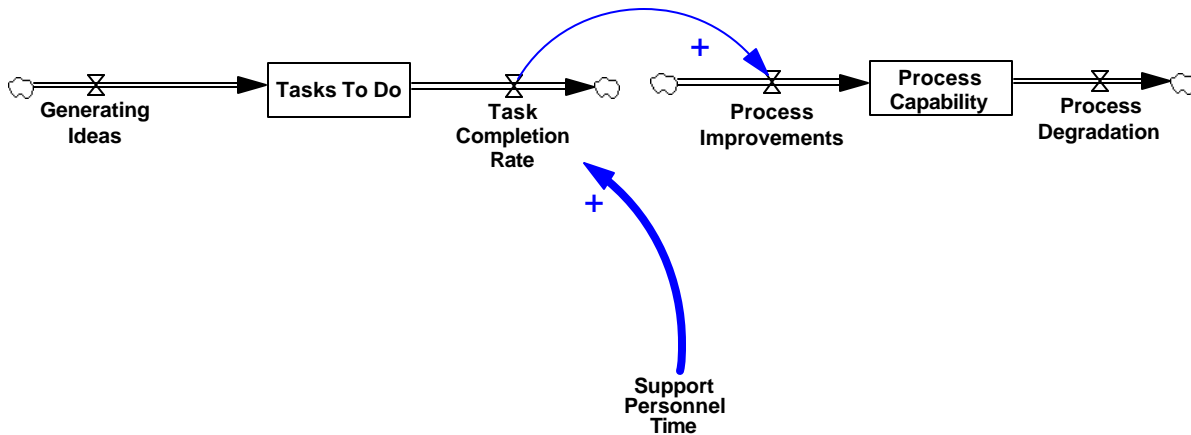 +
Tasks To Do
Generating
Ideas
Task
Completion
Rate
Process
Improvements
Process
Capability
Process
Degradation
+
Support
Personnel
Time